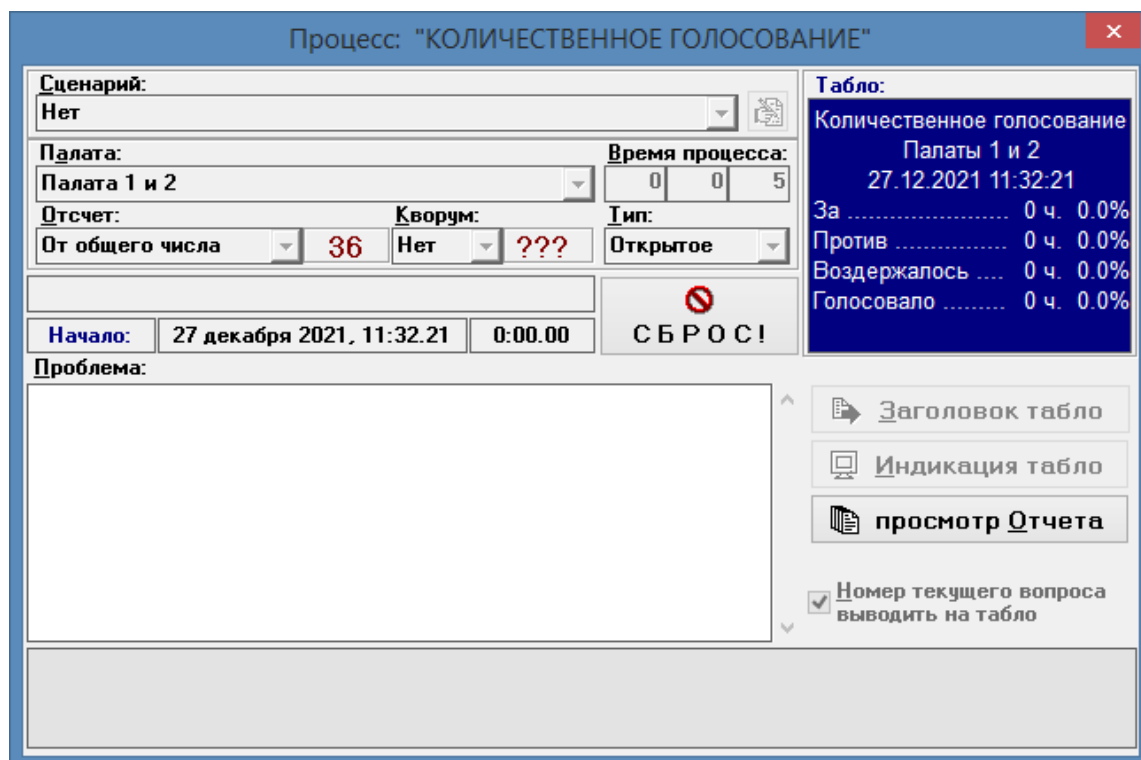 Процесс: "КОЛИЧЕСТВЕННОЕ ГОЛОСОВАНИЕ"
Сценарий:
Нет
Палата:
Палата 1 и 2
Время процесса:
0 0 5
Отсчет:
От общего числа
36
Кворум:
Нет
???
Тип:
Открытое
СБРОС!
Начало:
27 декабря 2021, 11:32.21
0:00.00
Табло:
Количественное голосование
Палаты 1 и 2
27.12.2021 11:32:21
За ...................... 0 ч. 0.0%
Против ................ 0 ч. 0.0%
Воздержалось .... 0 ч. 0.0%
Голосовало ......... 0 ч. 0.0%
Проблема:
Заголовок табло
Индикация табло
просмотр Отчета
Номер текущего вопроса
выводить на табло